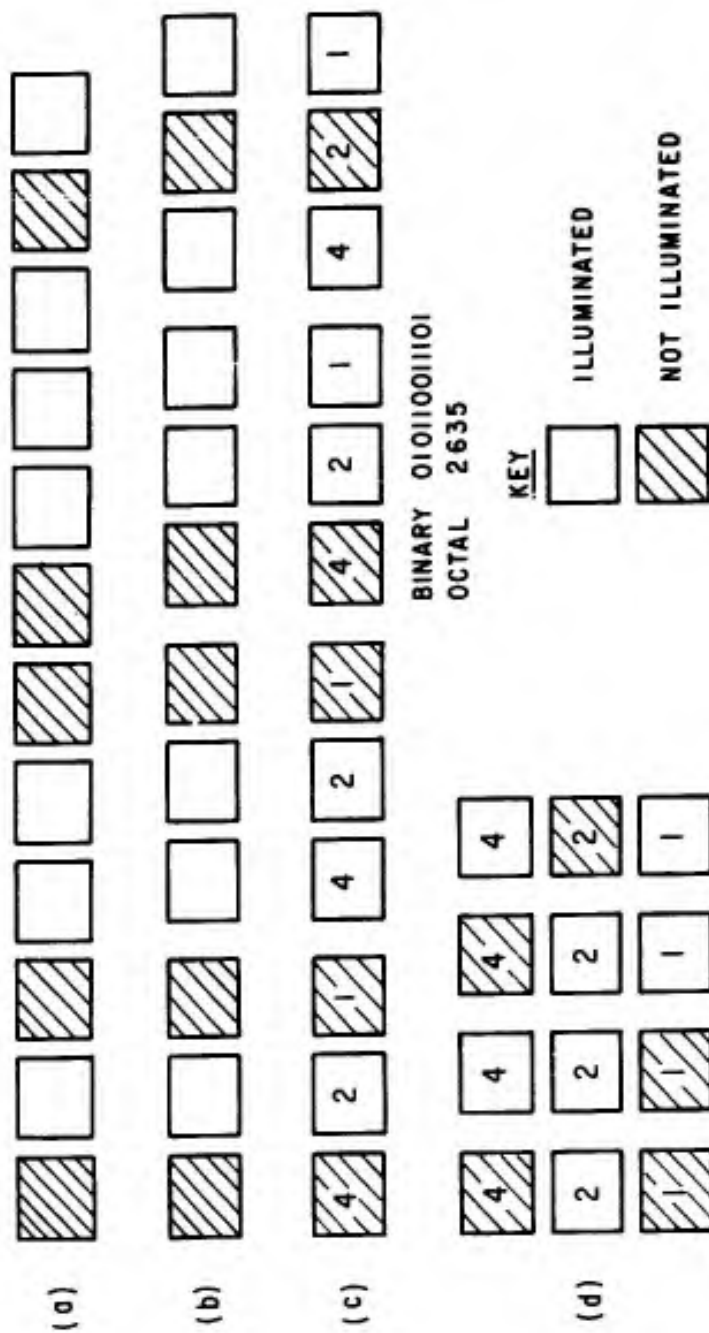 (a)
(b)
(c) 4 2 1 4 2 1 4 2 1 4 2 1
BINARY 010110011101
OCTAL 2635
(d)
4 4 4 4
2 2 2 2
1 1 1 1
KEY
ILLUMINATED
NOT ILLUMINATED